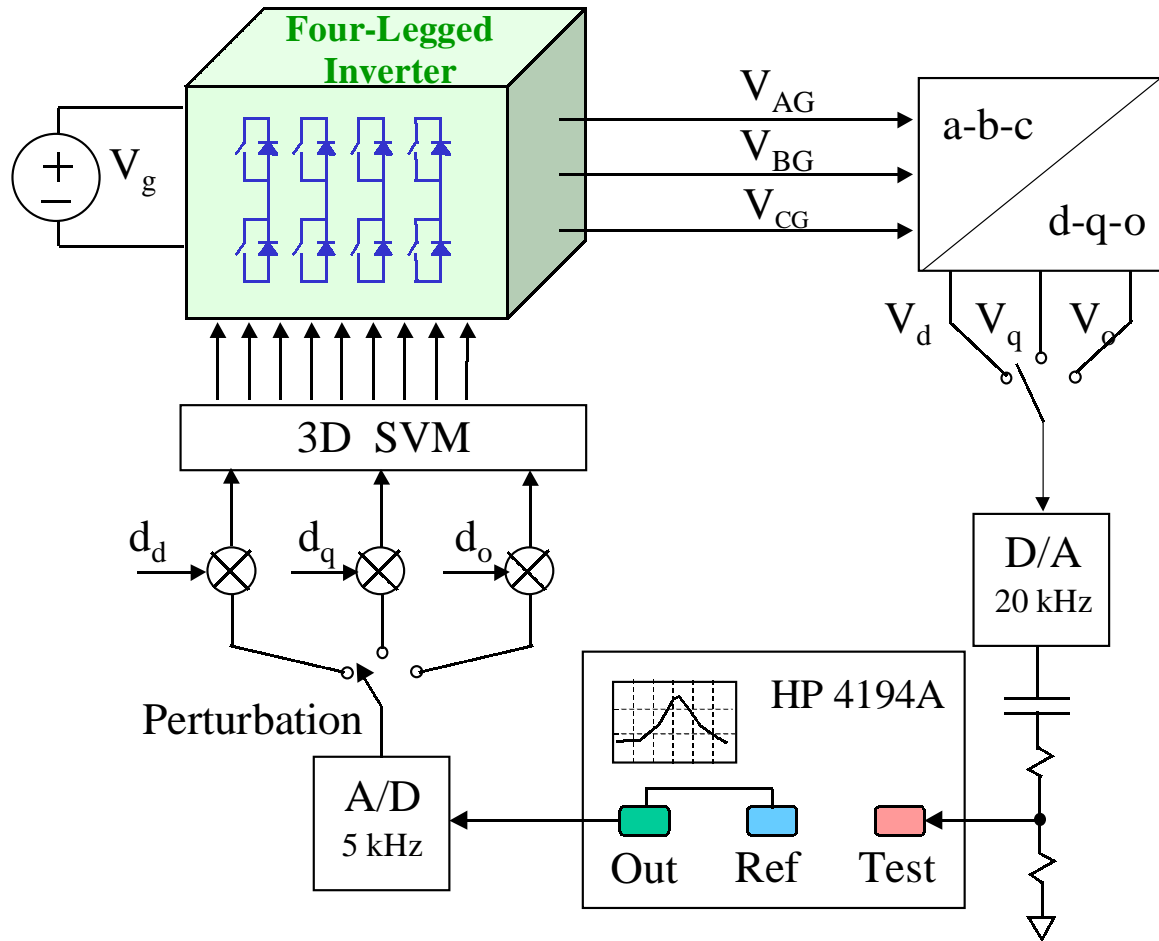 Four-Legged
Inverter
V_g
V_AG
V_BG
V_CG
a-b-c
d-q-o
V_d
V_q
V_o
3D SVM
d_d
d_q
d_o
D/A
20 kHz
Perturbation
HP 4194A
A/D
5 kHz
Out
Ref
Test